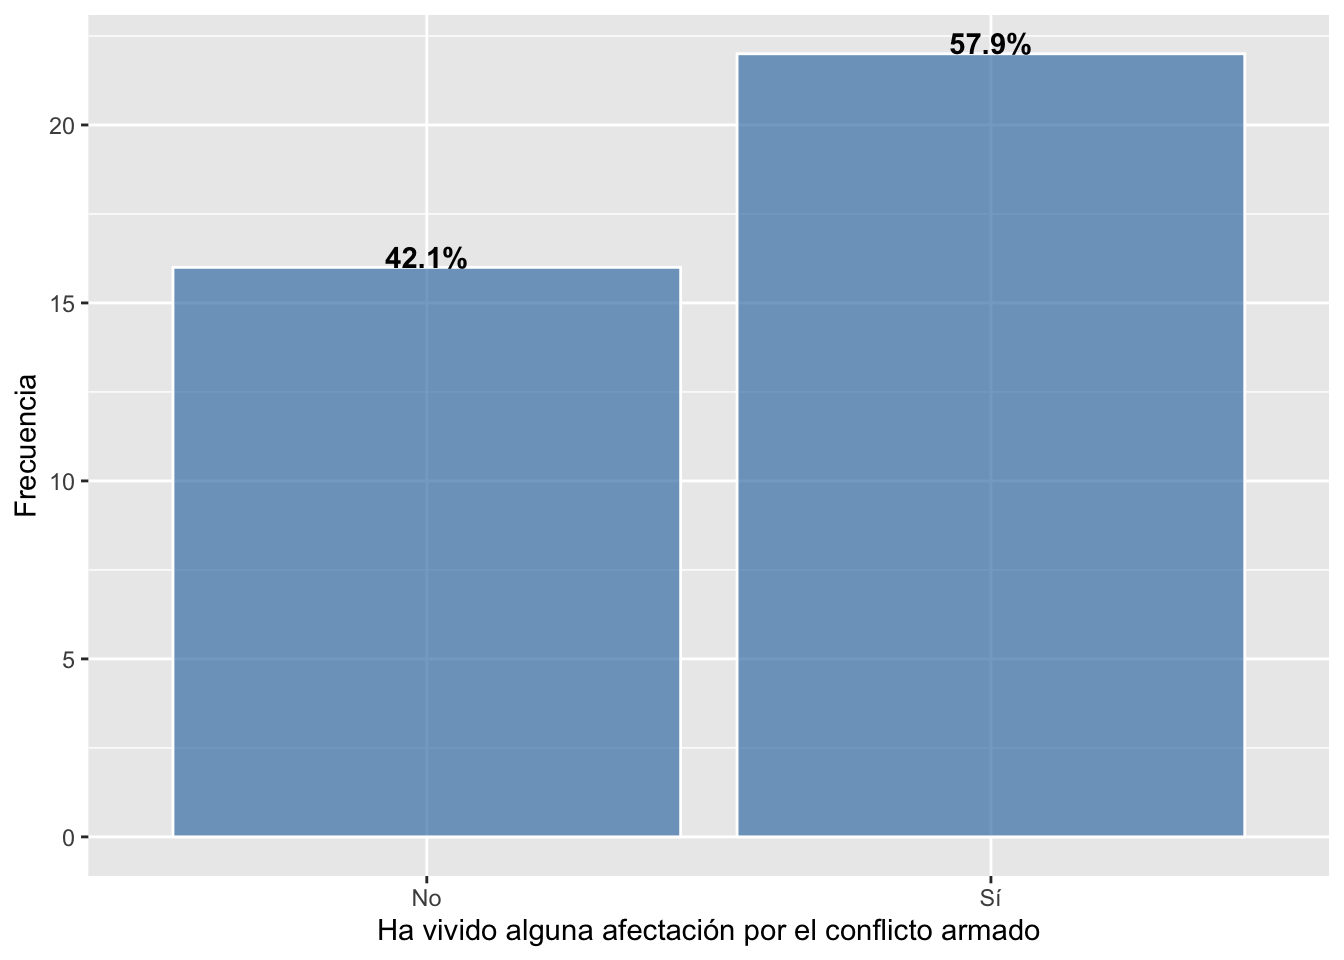 57.9%
20
42.1%
15
Frecuencia
10
5
0
No
Sí
Ha vivido alguna afectación por el conflicto armado